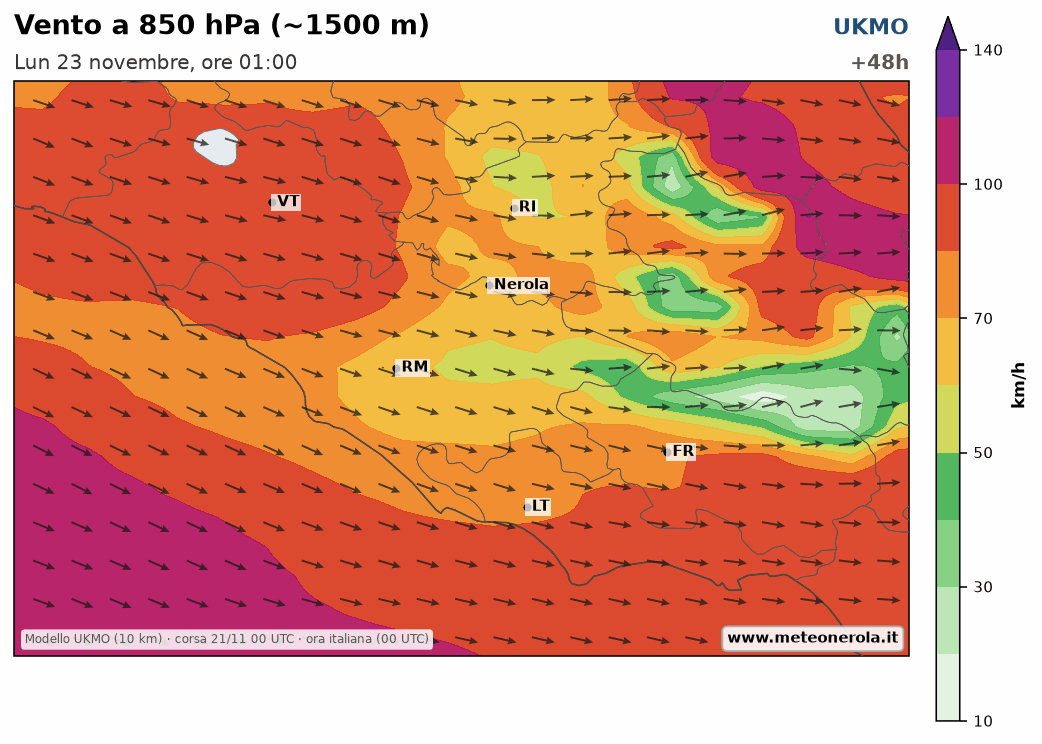 Vento a 850 hPa (~1500 m)
UKMO
Lun 23 novembre, ore 01:00
+48h
VT
RI
Nerola
RM
FR
LT
Modello UKMO (10 km) · corsa 21/11 00 UTC · ora italiana (00 UTC)
www.meteonerola.it
140
100
70
50
30
10
km/h